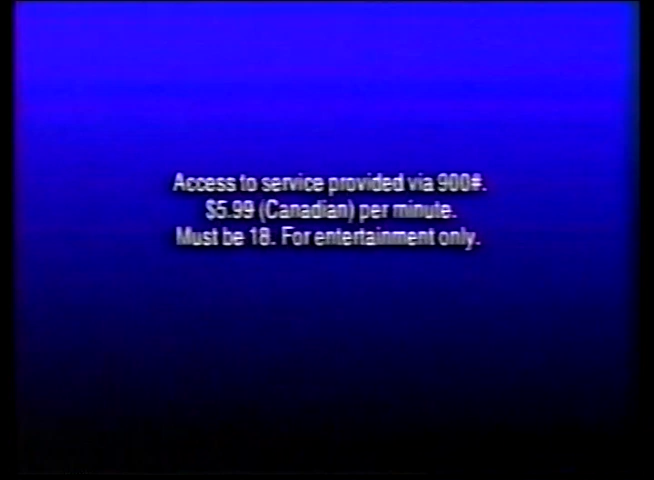 Access to service provided via 900#.
$5.99 (Canadian) per minute.
Must be 18. For entertainment only.